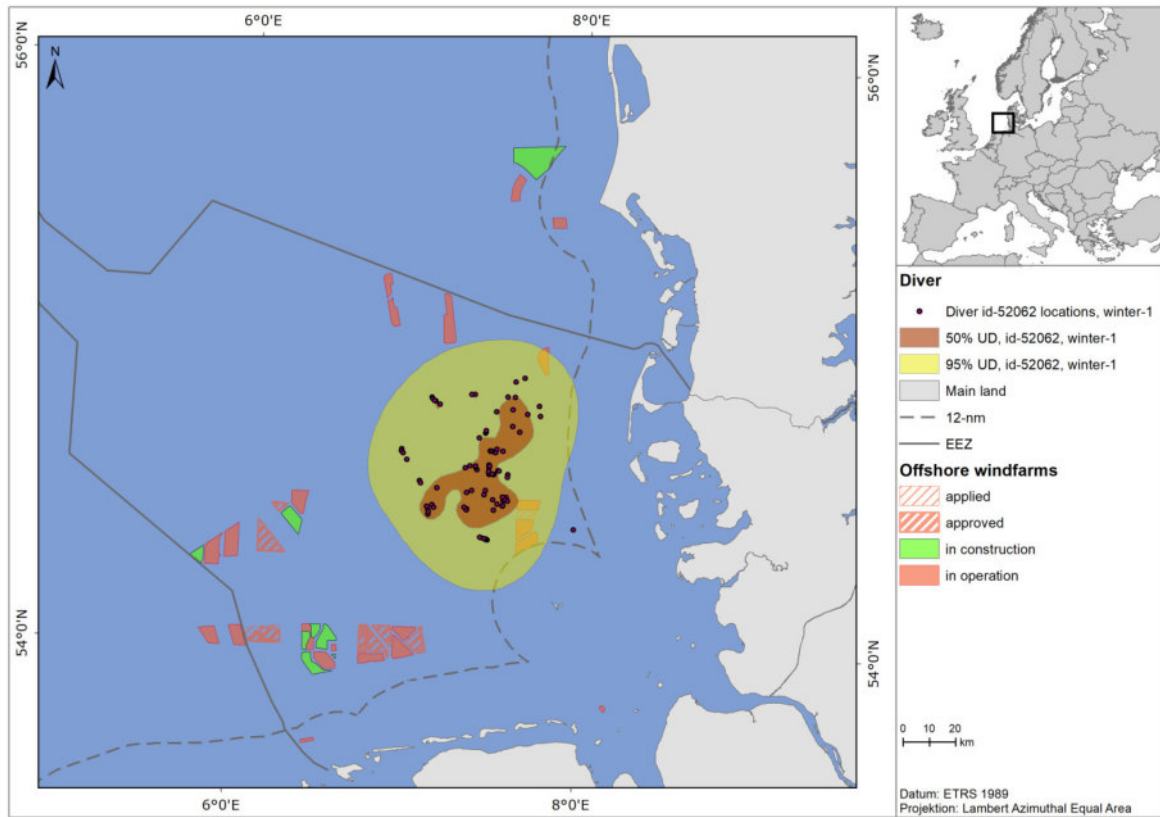 6°0'E
8°0'E
56°0'N
56°0'N
N
54°0'N
54°0'N
6°0'E
8°0'E
Diver
Diver id-52062 locations, winter-1
50% UD, id-52062, winter-1
95% UD, id-52062, winter-1
Main land
12-nm
EEZ
Offshore windfarms
applied
approved
in construction
in operation
0 10 20
km
Datum: ETRS 1989
Projektion: Lambert Azimuthal Equal Area